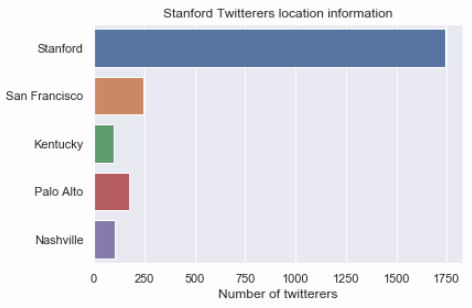 Stanford Twitterers location information
Stanford
San Francisco
Kentucky
Palo Alto
Nashville
0 250 500 750 1000 1250 1500 1750
Number of twitterers